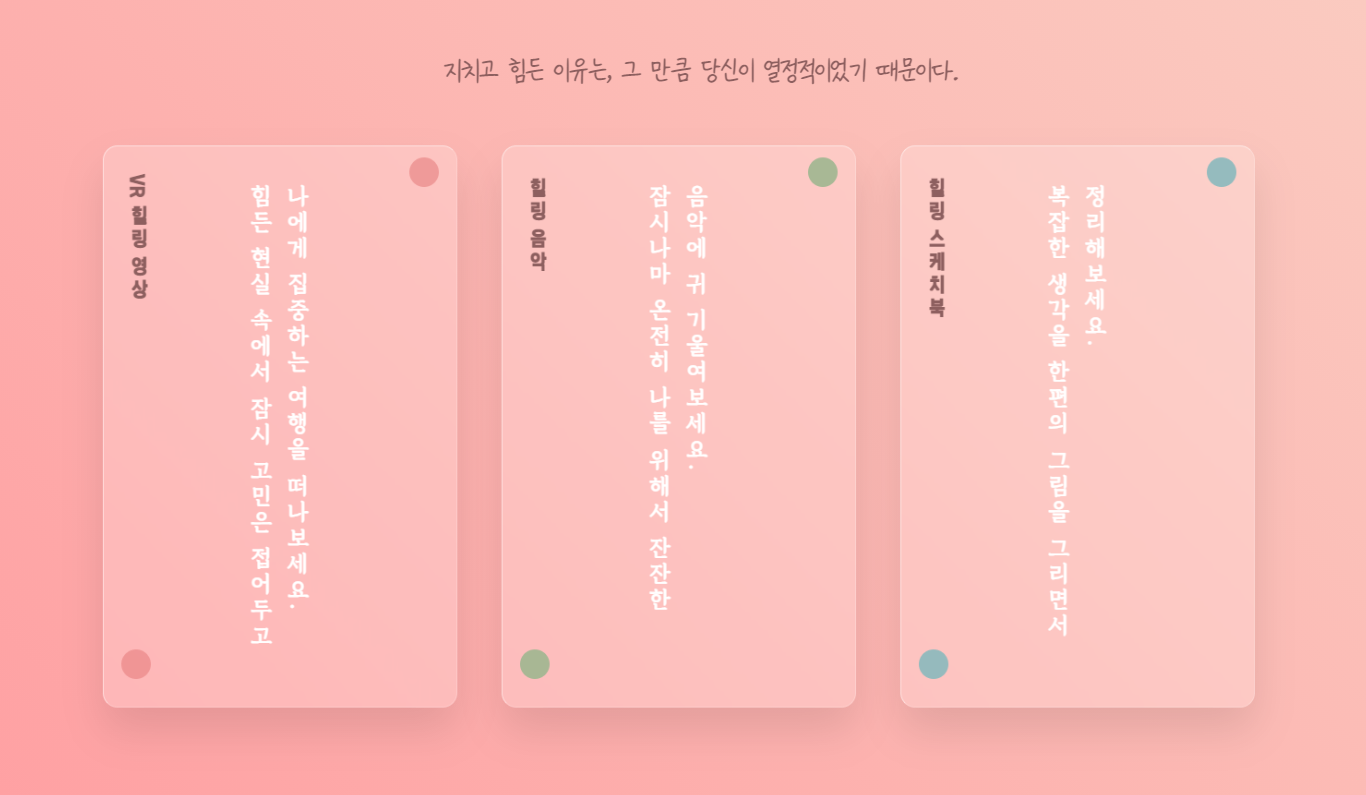 지치고 힘든 이유는, 그 만큼 당신이 열정적이었기 때문이다.
VR 힐링 영상
힘든 현실 속에서 잠시 고민은 접어두고
나에게 집중하는 여행을 떠나보세요.
힐링 음악
잠시나마 온전히 나를 위해서 잔잔한
음악에 귀 기울여보세요.
힐링 스케치북
복잡한 생각을 한편의 그림을 그리면서
정리해보세요.